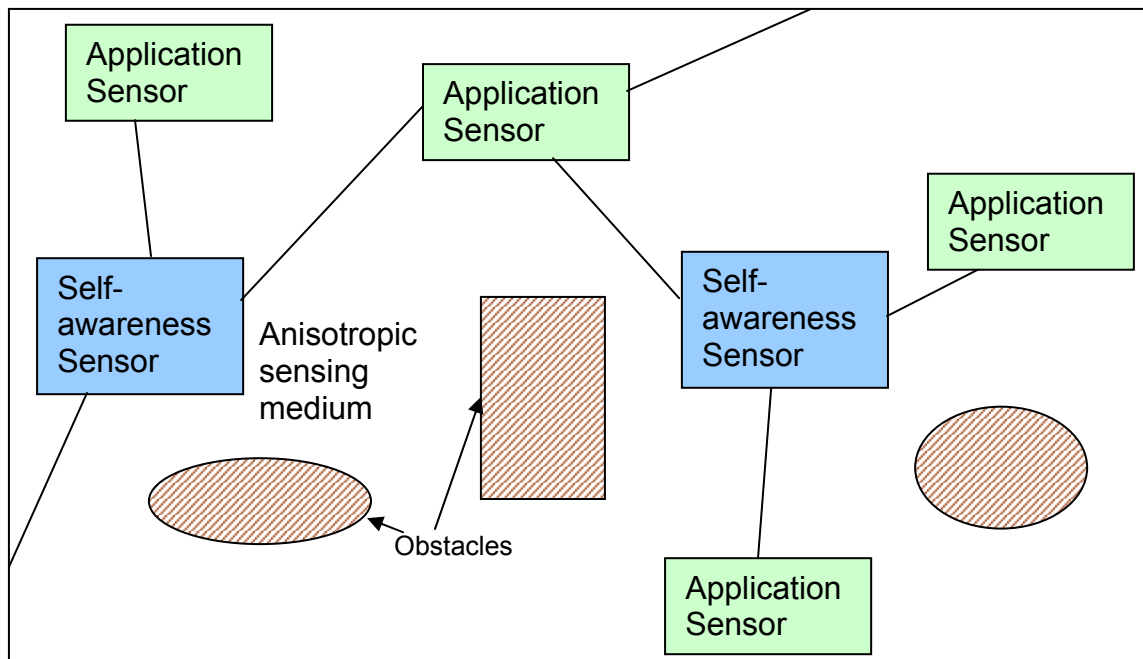 Application
Sensor
Application
Sensor
Application
Sensor
Self-
awareness
Sensor
Self-
awareness
Sensor
Anisotropic
sensing
medium
Obstacles
Application
Sensor